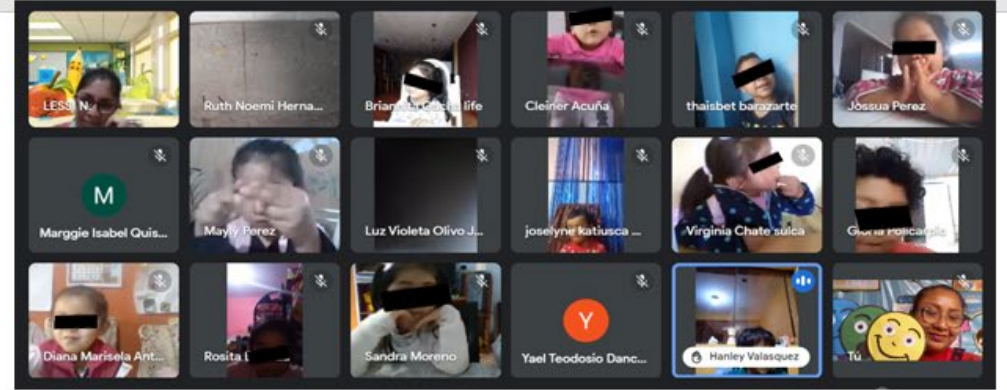 LESSI N.
Ruth Noemi Herna...
life
Cleiner Acuña
thaisbet barazarte
Jossua Perez
M
Marggie Isabel Quis...
Mayly Perez
Luz Violeta Olivo J...
joselyne katiusca ...
Virginia Chate sulca
Gloria Policarpio
Diana Marisela Ant...
Rosita
Sandra Moreno
Y
Yael Teodosio Danc...
Hanley Valasquez
Tú